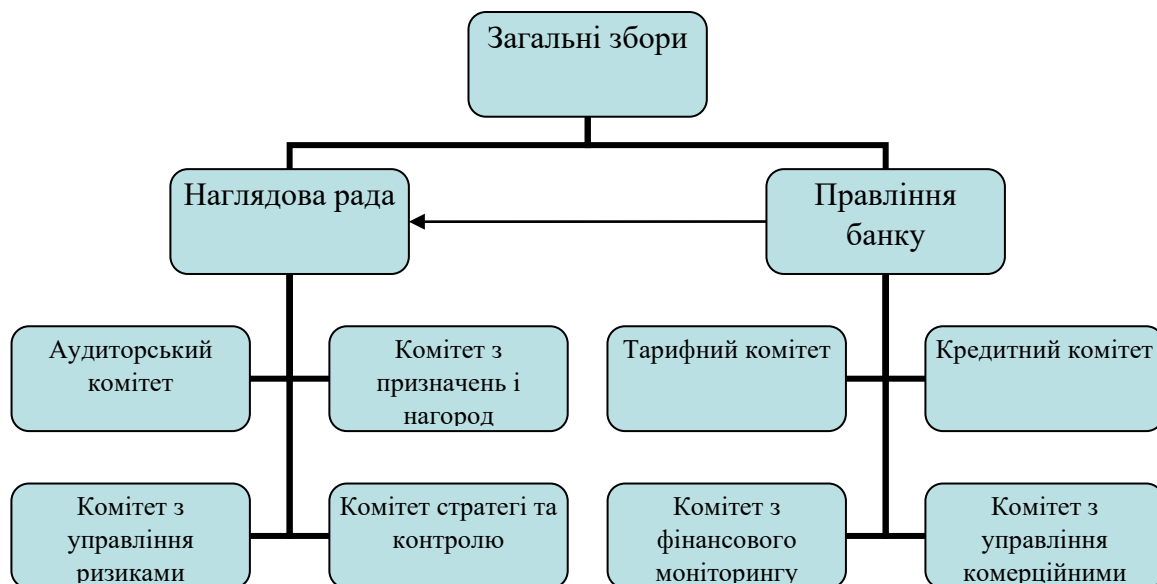 Загальні збори
Наглядова рада
Правління
банку
Аудиторський
комітет
Комітет з
призначень і
нагород
Тарифний комітет
Кредитний комітет
Комітет з
управління
ризиками
Комітет стратегі та
контролю
Комітет з
фінансового
моніторингу
Комітет з
управління
комерційними